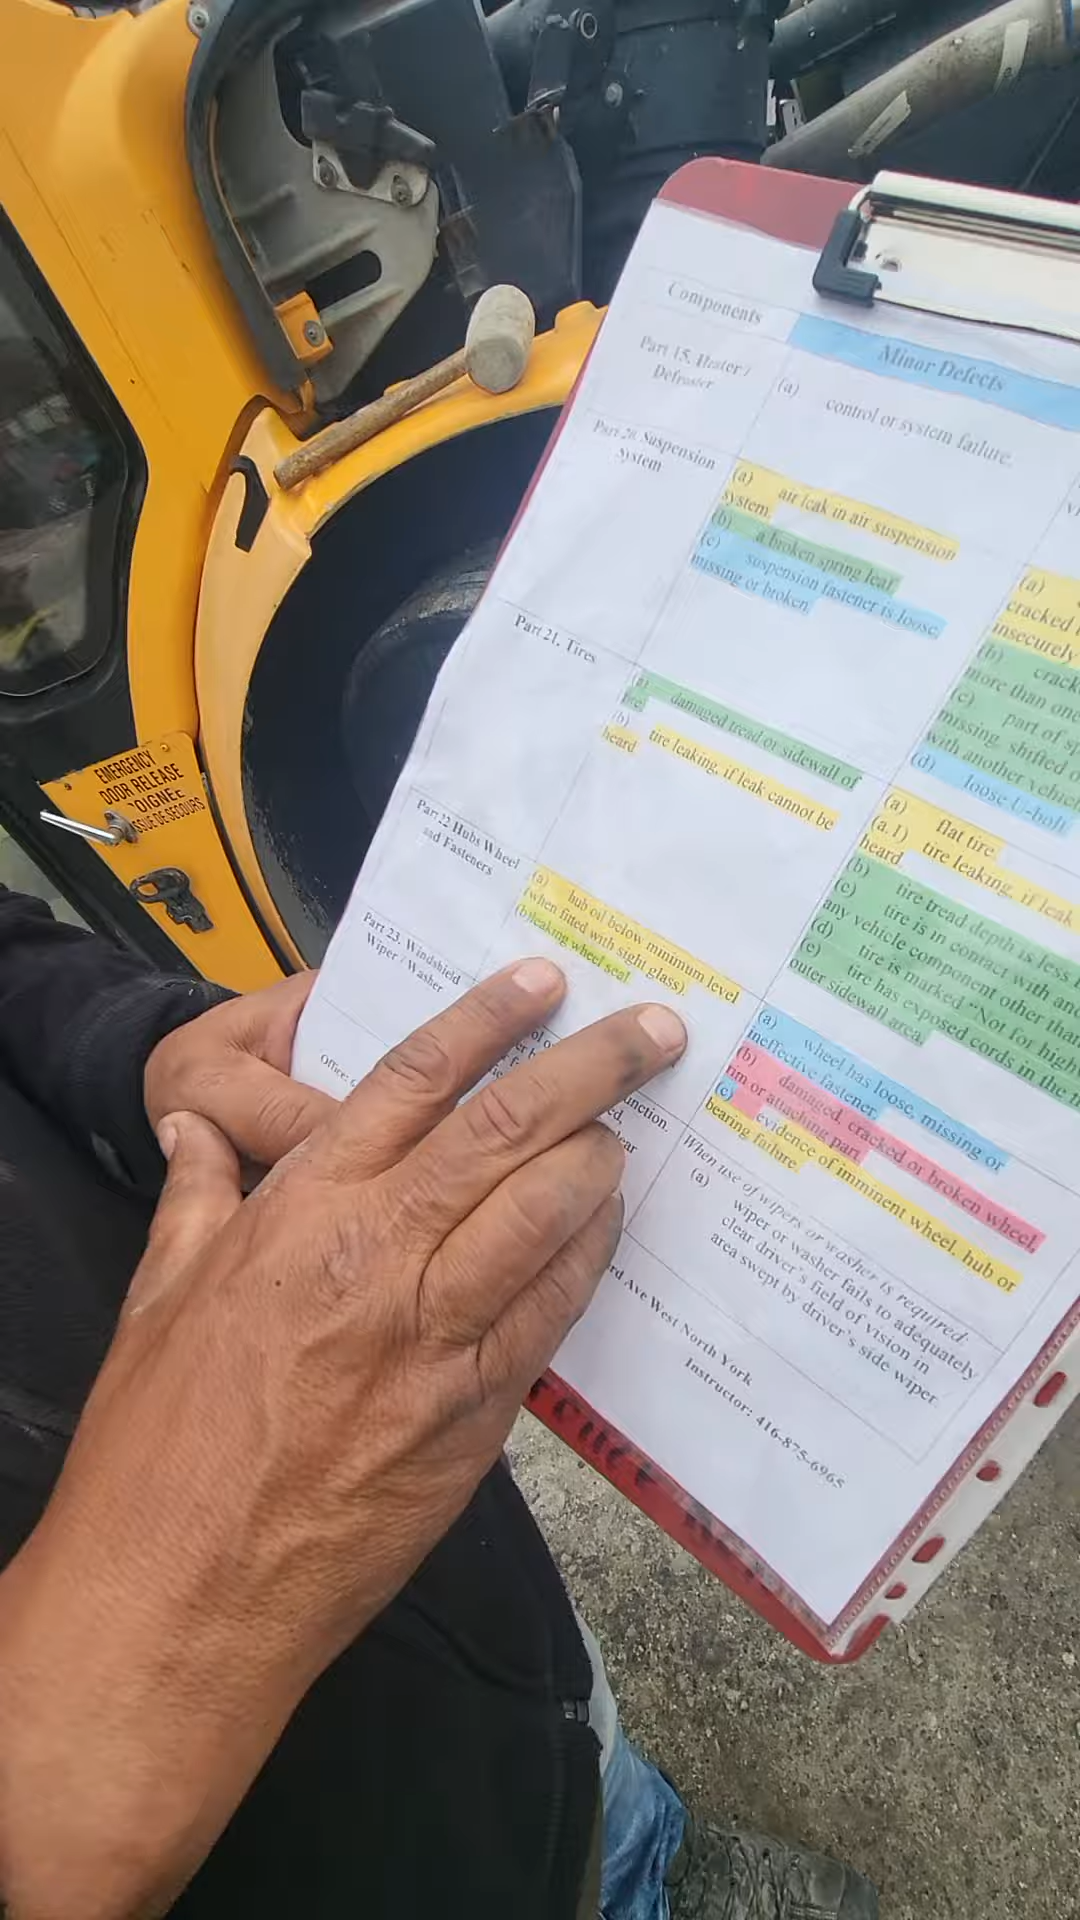 Components
Minor Defects
Part 15. Heater /
Defroster
(a) control or system failure.
Part 20. Suspension
System
(a) air leak in air suspension
system.
(b) a broken spring leaf
(c) suspension fastener is loose,
missing or broken.
(a)
cracked
insecurely
(b) crack
more than one
(c) part of
missing, shifted o
with another vehicl
(d) loose U-bolt
Part 21. Tires
(a) damaged tread or sidewall of
tire.
(b) tire leaking, if leak cannot be
heard
(a) flat tire.
(a.1) tire leaking, if leak
heard
(b) tire tread depth is less
(c) tire is in contact with ano
any vehicle component other than
(d) tire is marked “Not for high
(e) tire has exposed cords in the t
outer sidewall area.
Part 22 Hubs Wheel
and Fasteners
(a) hub oil below minimum level
(when fitted with sight glass).
(b) leaking wheel seal
(a) wheel has loose, missing or
ineffective fastener
(b) damaged, cracked or broken wheel,
rim or attaching part
(c) evidence of imminent wheel, hub or
bearing failure
Part 23. Windshield
Wiper / Washer
unction.
When use of wipers or washer is required:
(a) wiper or washer fails to adequately
clear driver's field of vision in
area swept by driver's side wiper
Office:
rd Ave West North York
Instructor: 416-875-6965
EMERGENCY
DOOR RELEASE
POIGNÉE
ISSUE DE SECOURS